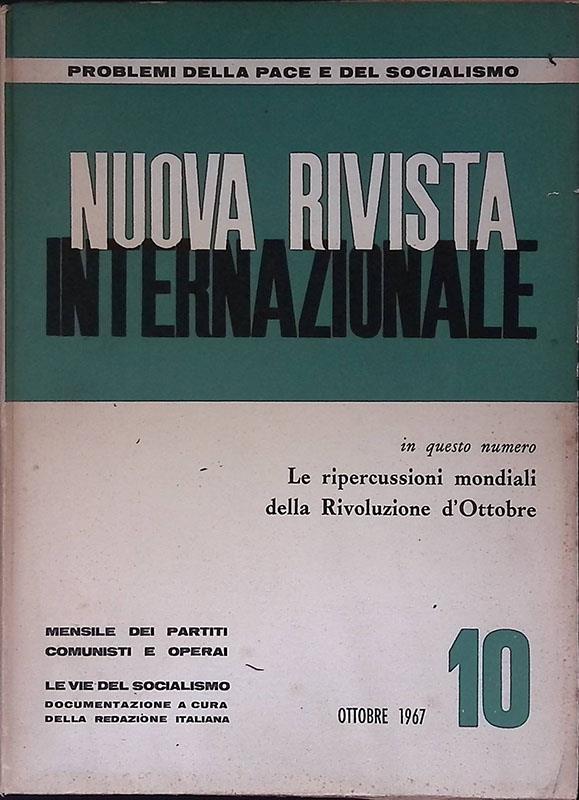 PROBLEMI DELLA PACE E DEL SOCIALISMO
NUOVA RIVISTA
INTERNAZIONALE
in questo numero
Le ripercussioni mondiali
della Rivoluzione d'Ottobre
MENSILE DEI PARTITI
COMUNISTI E OPERAI
LE VIE DEL SOCIALISMO
DOCUMENTAZIONE A CURA
DELLA REDAZIONE ITALIANA
OTTOBRE 1967
10